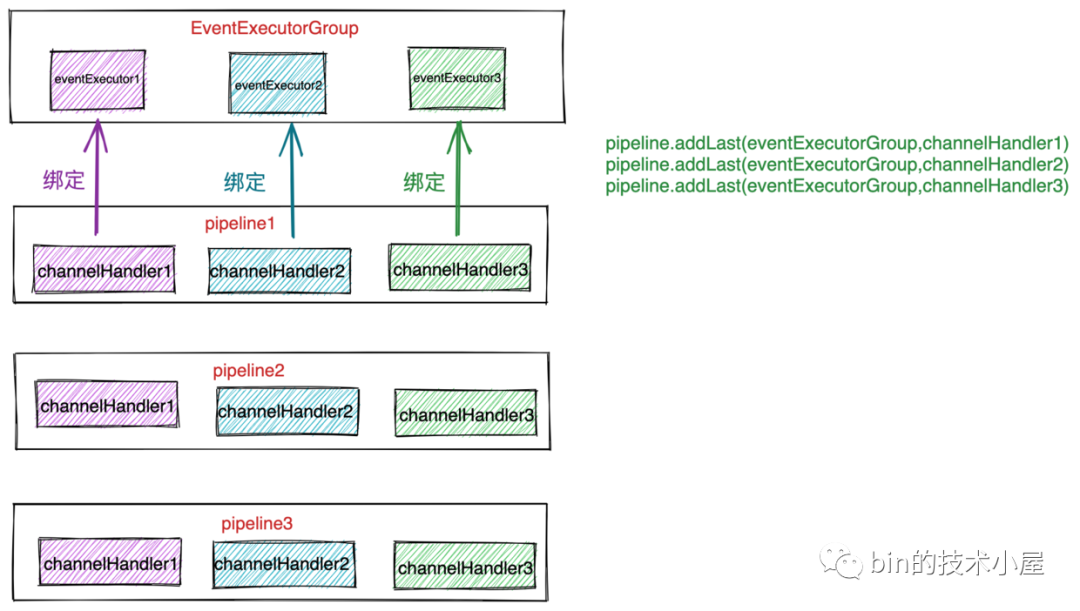 EventExecutorGroup
eventExecutor1
eventExecutor2
eventExecutor3
绑定
绑定
绑定
pipeline.addLast(eventExecutorGroup,channelHandler1)
pipeline.addLast(eventExecutorGroup,channelHandler2)
pipeline.addLast(eventExecutorGroup,channelHandler3)
pipeline1
channelHandler1
channelHandler2
channelHandler3
pipeline2
channelHandler1
channelHandler2
channelHandler3
pipeline3
channelHandler1
channelHandler2
channelHandler3
bin的技术小屋